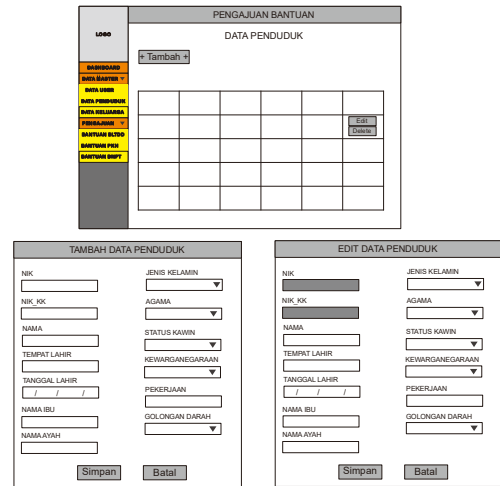 PENGAJUAN BANTUAN
LOGO
DATA PENDUDUK
+ Tambah +
DASHBOARD
DATA MASTER
DATA USER
DATA PENDUDUK
DATA KELUARGA
PENGAJUAN
BANTUAN BLTDD
BANTUAN PKH
BANTUAN BNPT
Edit
Delete
TAMBAH DATA PENDUDUK
NIK
NIK_KK
NAMA
TEMPAT LAHIR
TANGGAL LAHIR
/ / /
NAMA IBU
NAMA AYAH
JENIS KELAMIN
AGAMA
STATUS KAWIN
KEWARGANEGARAAN
PEKERJAAN
GOLONGAN DARAH
Simpan Batal
EDIT DATA PENDUDUK
NIK
NIK_KK
NAMA
TEMPAT LAHIR
TANGGAL LAHIR
/ / /
NAMA IBU
NAMA AYAH
JENIS KELAMIN
AGAMA
STATUS KAWIN
KEWARGANEGARAAN
PEKERJAAN
GOLONGAN DARAH
Simpan Batal